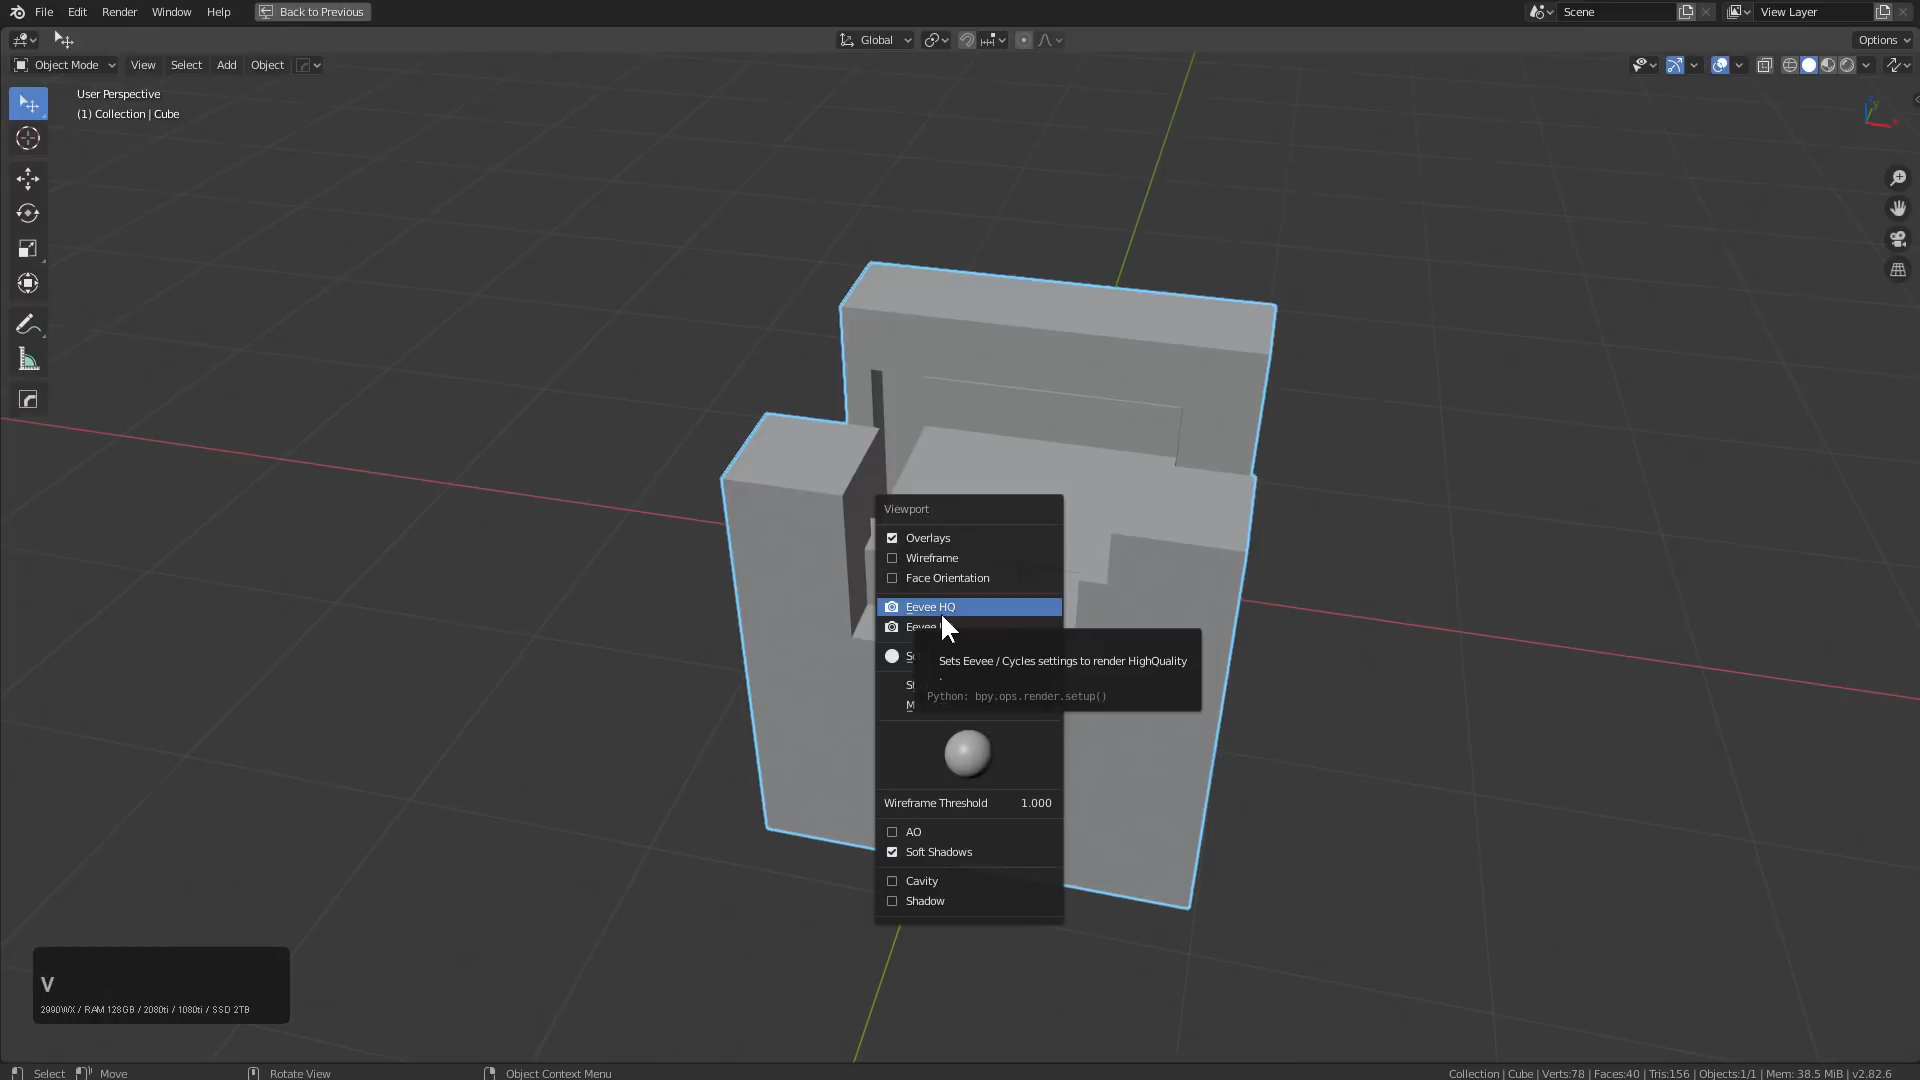 File Edit Render Window Help Back to Previous Scene View Layer
Global Options
Object Mode View Select Add Object
User Perspective
(1) Collection | Cube
Viewport
Overlays
Wireframe
Face Orientation
Eevee HQ
Eevee
Sets Eevee / Cycles settings to render HighQuality
.
Python: bpy.ops.render.setup()
Wireframe Threshold 1.000
AO
Soft Shadows
Cavity
Shadow
V
2990WX / RAM 128GB / 2080ti / 1080ti / SSD 2TB
Select Move Rotate View Object Context Menu Collection | Cube | Verts:78 | Faces:40 | Tris:156 | Objects:1/1 | Mem: 38.5 MiB | v2.82.6